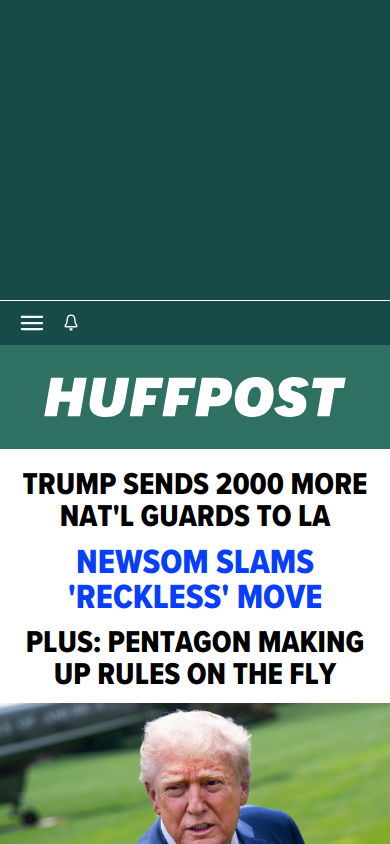 HUFFPOST
TRUMP SENDS 2000 MORE
NAT'L GUARDS TO LA
NEWSOM SLAMS
'RECKLESS' MOVE
PLUS: PENTAGON MAKING
UP RULES ON THE FLY